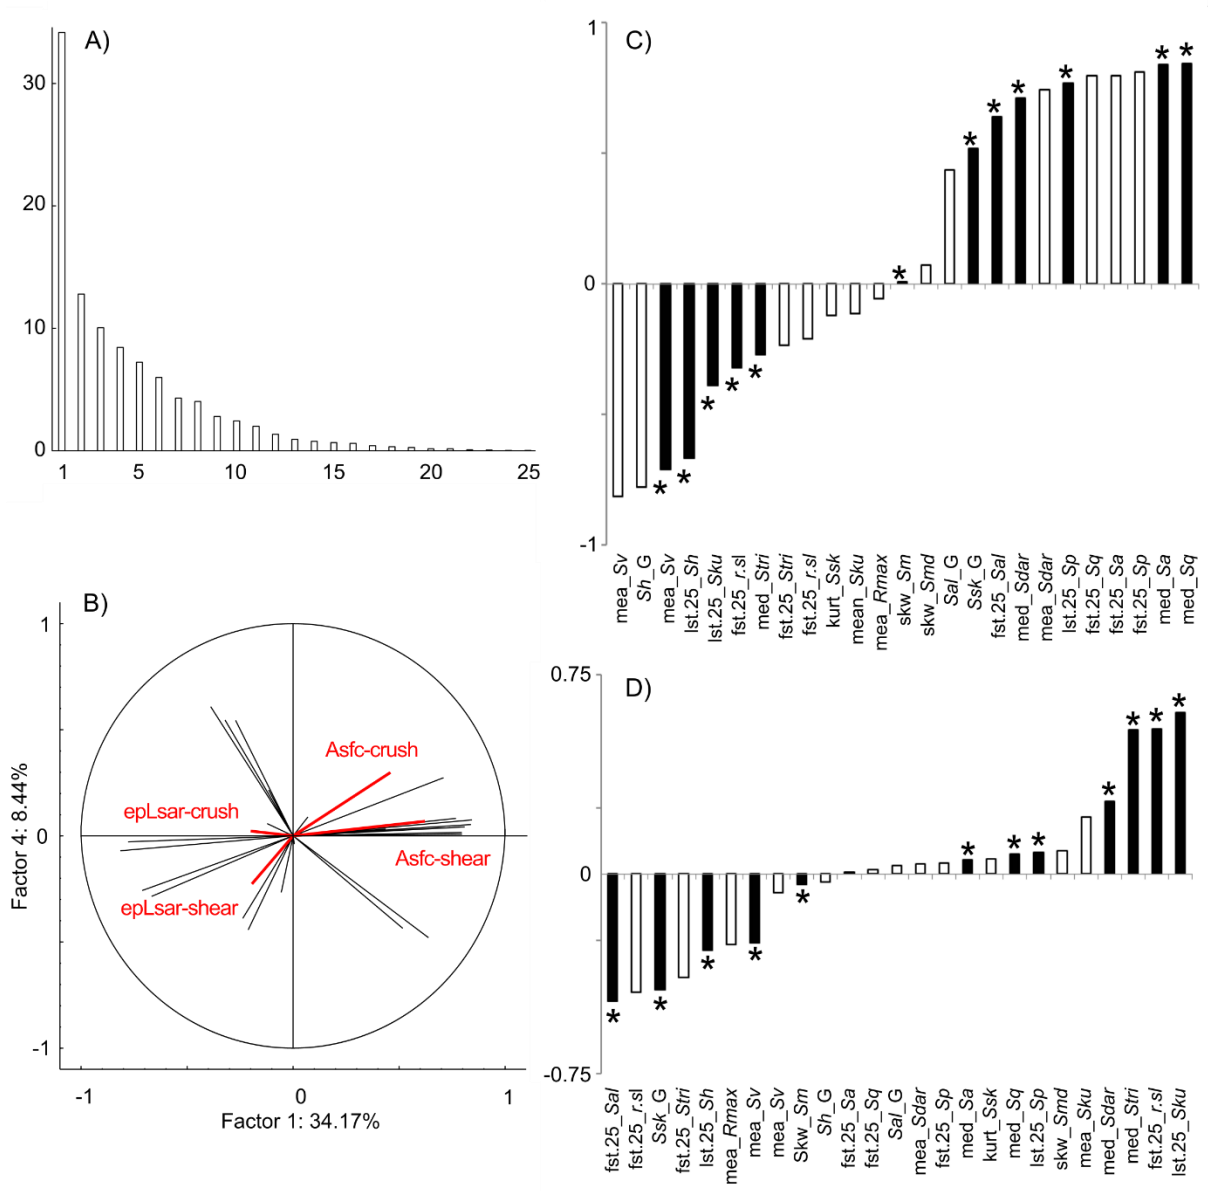 A)
30
20
10
0
1
5
10
15
20
25
B)
1
0
-1
Factor 4: 8.44%
Asfc-crush
epLsar-crush
Asfc-shear
epLsar-shear
-1
0
1
Factor 1: 34.17%
C)
1
0
-1
* * * * * * * * * * * * *
mea_Sv
Sh_G
mea_Sv
lst.25_Sh
lst.25_Sku
fst.25_r.sl
med_Stri
fst.25_Stri
fst.25_r.sl
kurt_Ssk
mean_Sku
mea_Rmax
skw_Sm
skw_Smd
Sal_G
Ssk_G
fst.25_Sal
med_Sdar
mea_Sdar
lst.25_Sp
fst.25_Sq
fst.25_Sa
fst.25_Sp
med_Sa
med_Sq
D)
0.75
0
-0.75
* * * * * * * * * * * *
fst.25_Sal
fst.25_r.sl
Ssk_G
fst.25_Stri
lst.25_Sh
mea_Rmax
mea_Sv
mea_Sv
Skw_Sm
Sh_G
fst.25_Sa
fst.25_Sq
Sal_G
mea_Sdar
fst.25_Sp
med_Sa
kurt_Ssk
med_Sq
lst.25_Sp
skw_Smd
mea_Sku
med_Sdar
med_Stri
fst.25_r.sl
lst.25_Sku